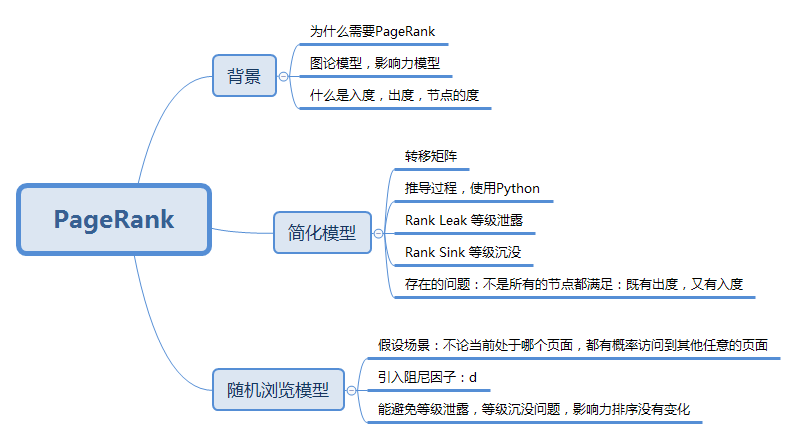 PageRank
背景
为什么需要PageRank
图论模型，影响力模型
什么是入度，出度，节点的度
简化模型
转移矩阵
推导过程，使用Python
Rank Leak 等级泄露
Rank Sink 等级沉没
存在的问题：不是所有的节点都满足：既有出度，又有入度
随机浏览模型
假设场景：不论当前处于哪个页面，都有概率访问到其他任意的页面
引入阻尼因子：d
能避免等级泄露，等级沉没问题，影响力排序没有变化